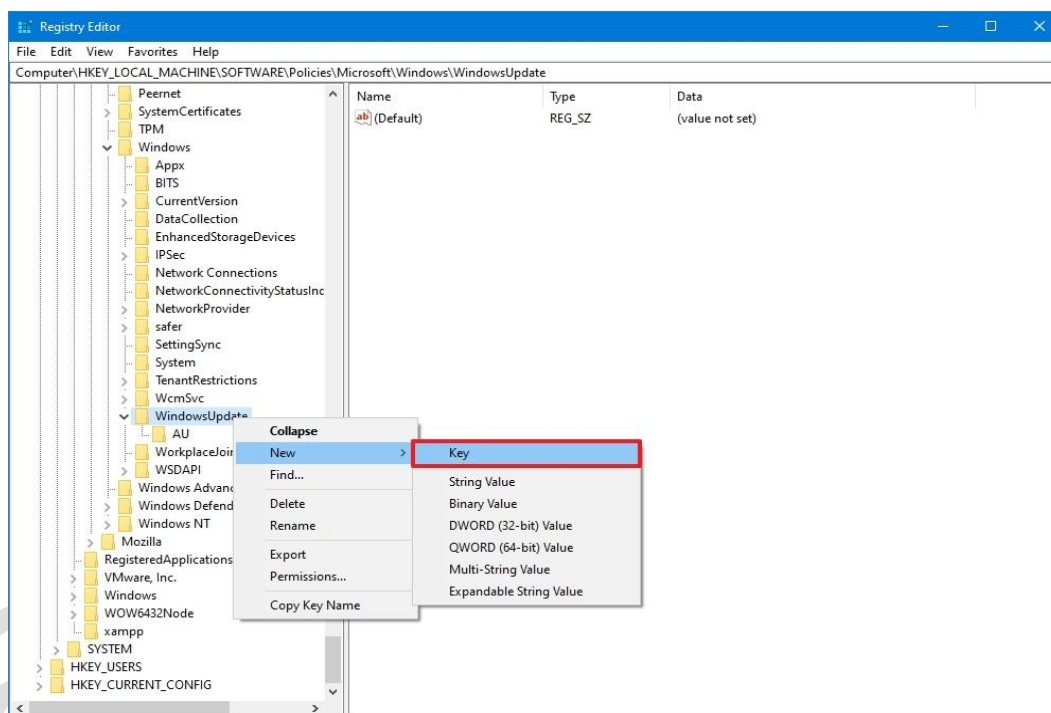 Registry Editor
File Edit View Favorites Help
Computer\HKEY_LOCAL_MACHINE\SOFTWARE\Policies\Microsoft\Windows\WindowsUpdate
Peernet
SystemCertificates
TPM
Windows
Appx
BITS
CurrentVersion
DataCollection
EnhancedStorageDevices
IPSec
Network Connections
NetworkConnectivityStatusInc
NetworkProvider
safer
SettingSync
System
TenantRestrictions
WcmSvc
WindowsUpdate
AU
WorkplaceJoir
WSDAPI
Windows Advanc
Windows Defend
Windows NT
Mozilla
RegisteredApplications
VMware, Inc.
Windows
WOW6432Node
xampp
SYSTEM
HKEY_USERS
HKEY_CURRENT_CONFIG
Name Type Data
ab (Default) REG_SZ (value not set)
Collapse
New
Find...
Delete
Rename
Export
Permissions...
Copy Key Name
Key
String Value
Binary Value
DWORD (32-bit) Value
QWORD (64-bit) Value
Multi-String Value
Expandable String Value